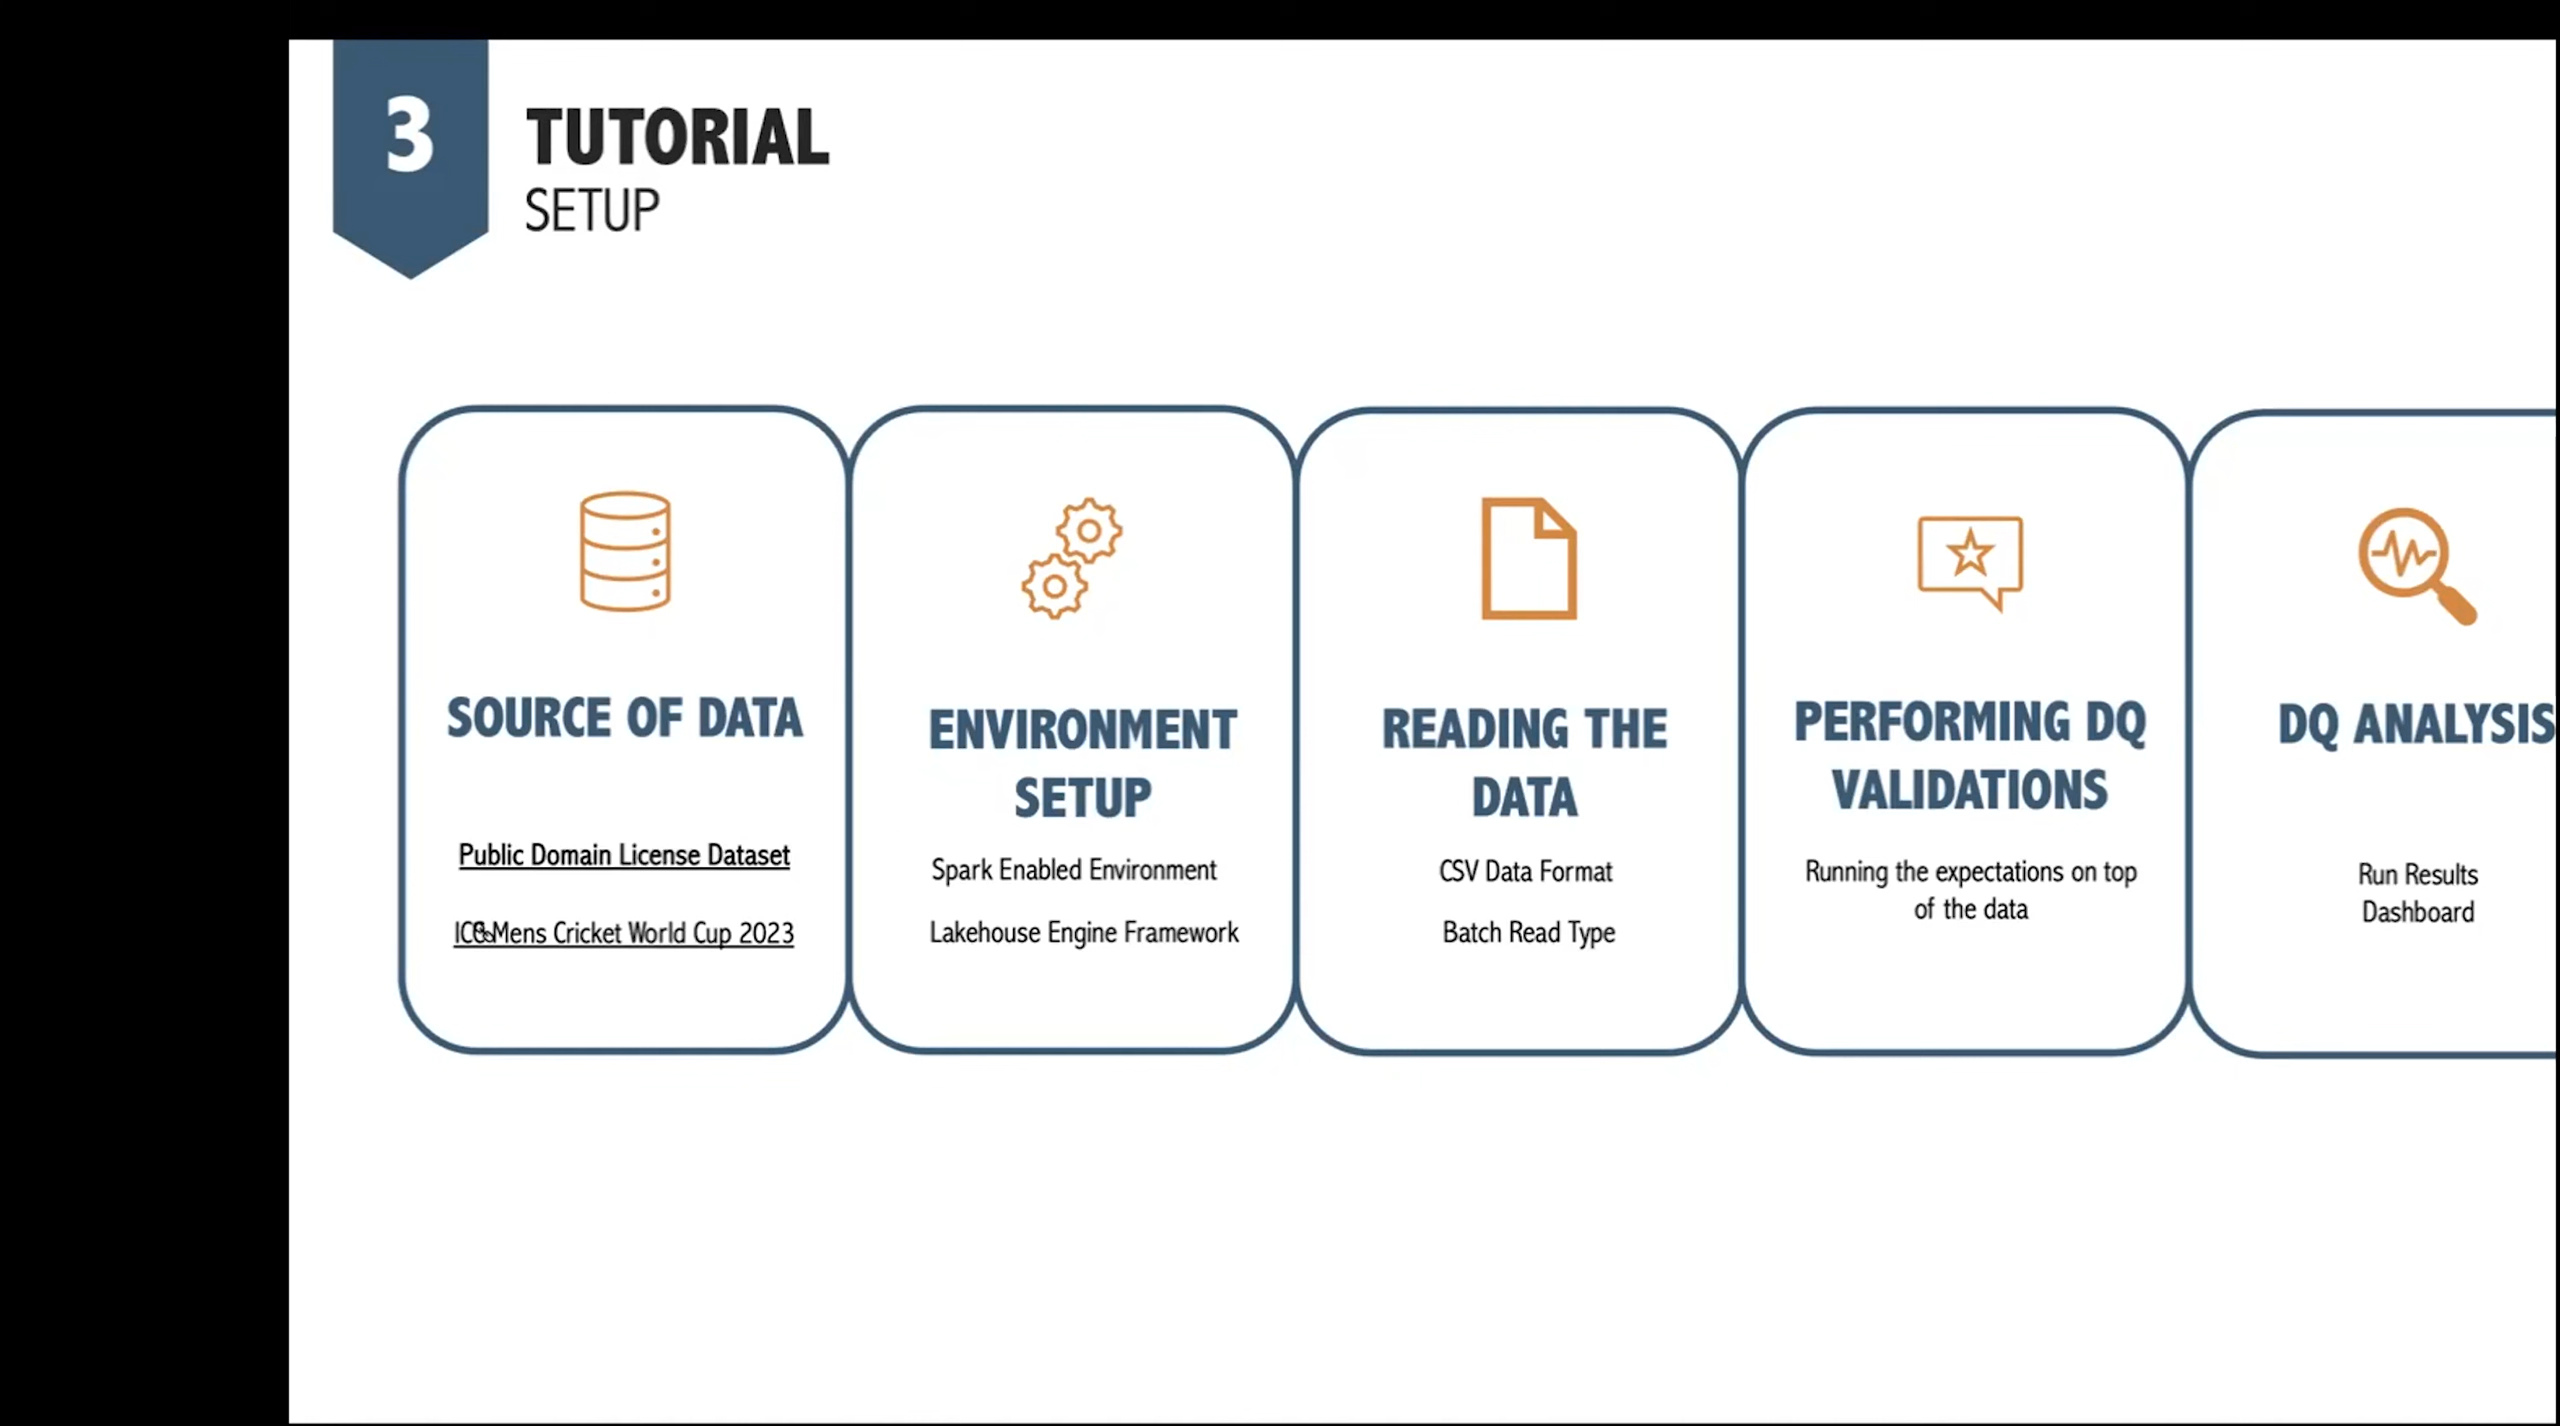 3
TUTORIAL
SETUP
SOURCE OF DATA
Public Domain License Dataset
ICC Mens Cricket World Cup 2023
ENVIRONMENT
SETUP
Spark Enabled Environment
Lakehouse Engine Framework
READING THE
DATA
CSV Data Format
Batch Read Type
PERFORMING DQ
VALIDATIONS
Running the expectations on top
of the data
DQ ANALYSIS
Run Results
Dashboard